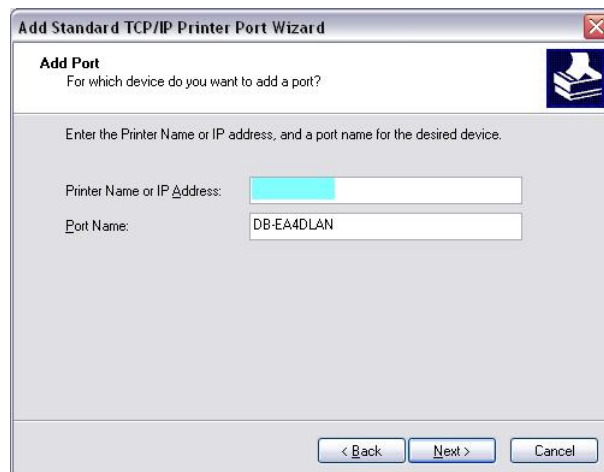 Add Standard TCP/IP Printer Port Wizard
Add Port
For which device do you want to add a port?
Enter the Printer Name or IP address, and a port name for the desired device.
Printer Name or IP Address:
Port Name: DB-EA4DLAN
< Back Next > Cancel